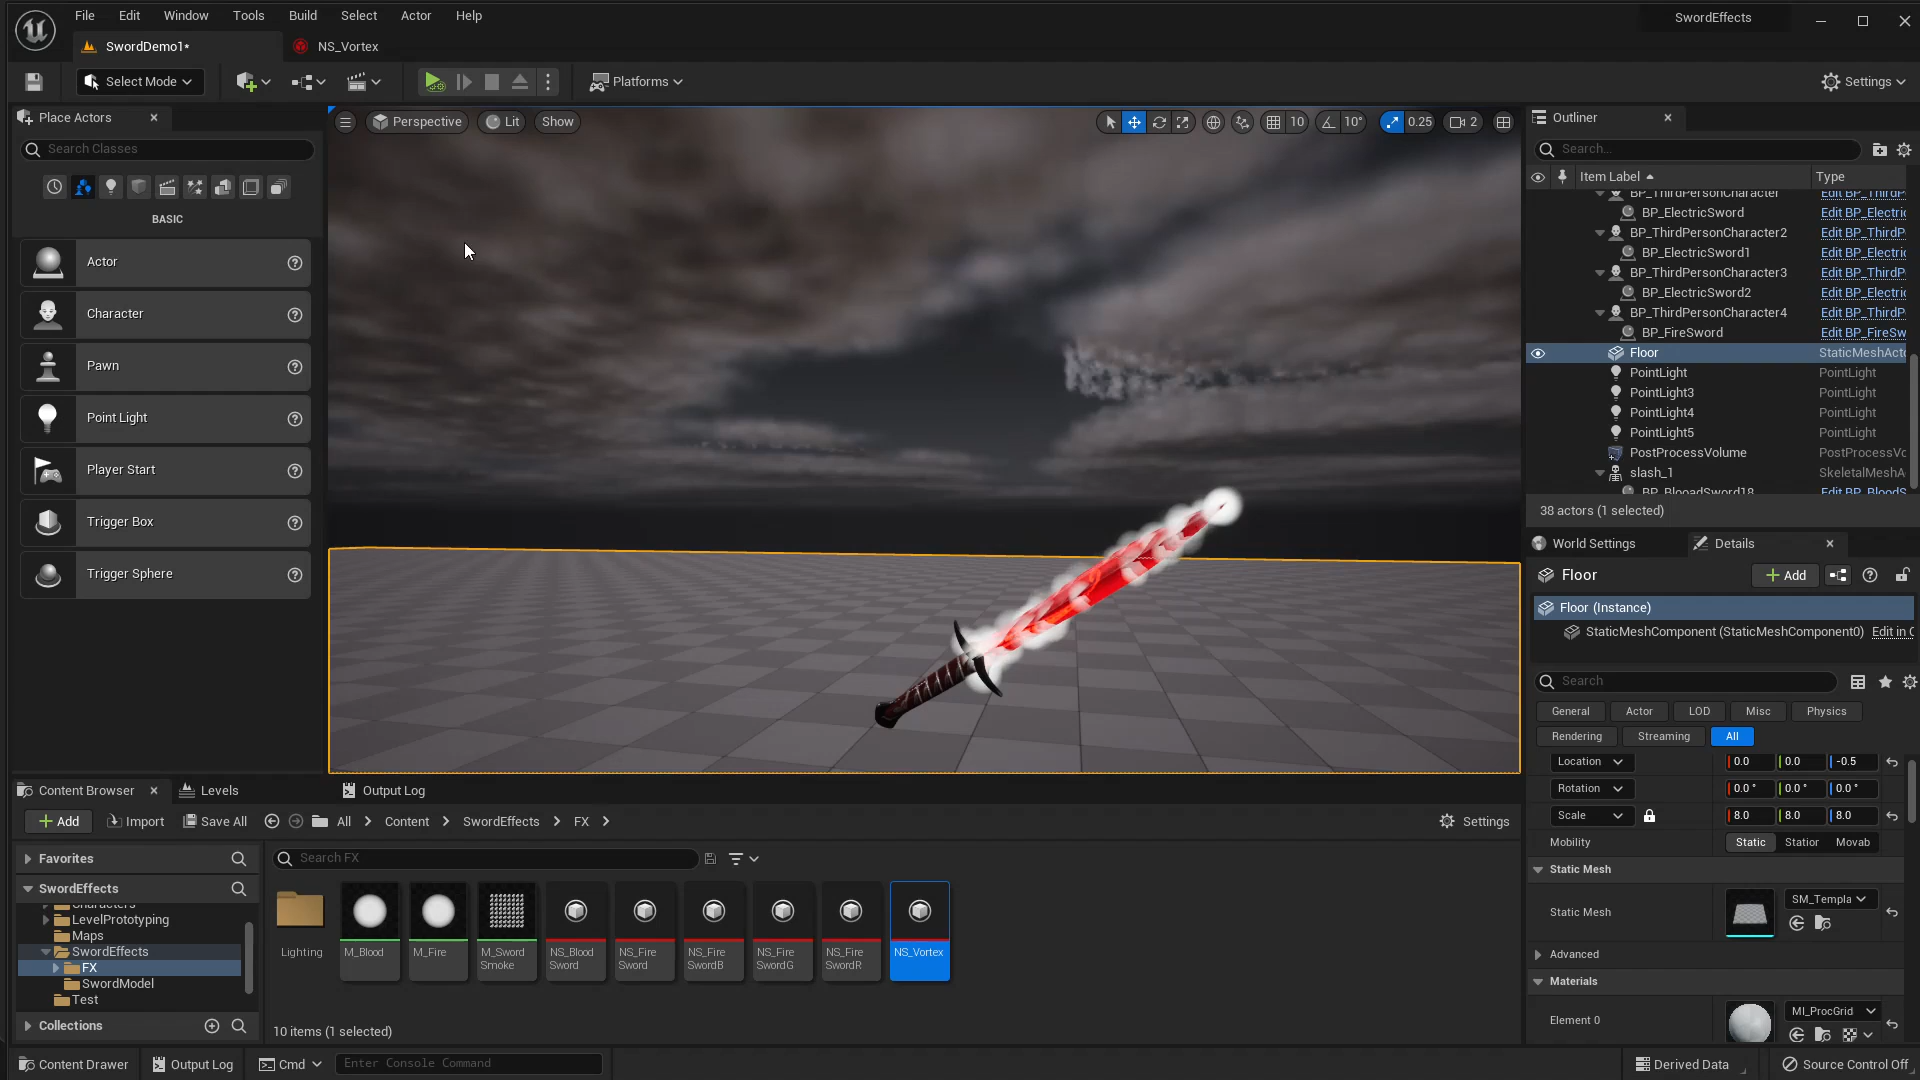 File Edit Window Tools Build Select Actor Help
SwordEffects
SwordDemo1*
NS_Vortex
Select Mode
Platforms
Settings
Place Actors
Search Classes
BASIC
Actor
Character
Pawn
Point Light
Player Start
Trigger Box
Trigger Sphere
Perspective Lit Show
10 10° 0.25 2
Outliner
Search...
Item Label Type
BP_ThirdPersonCharacter Edit BP_ThirdP
BP_ElectricSword Edit BP_Electric
BP_ThirdPersonCharacter2 Edit BP_ThirdP
BP_ElectricSword1 Edit BP_Electric
BP_ThirdPersonCharacter3 Edit BP_ThirdP
BP_ElectricSword2 Edit BP_Electric
BP_ThirdPersonCharacter4 Edit BP_ThirdP
BP_FireSword Edit BP_FireSw
Floor StaticMeshActo
PointLight PointLight
PointLight3 PointLight
PointLight4 PointLight
PointLight5 PointLight
PostProcessVolume PostProcessVo
slash_1 SkeletalMeshA
BP_BloodSword18 Edit BP_BloodS
38 actors (1 selected)
World Settings Details
Floor
Add
Floor (Instance)
StaticMeshComponent (StaticMeshComponent0) Edit in C
Search
General Actor LOD Misc Physics
Rendering Streaming All
Location 0.0 0.0 -0.5
Rotation 0.0° 0.0° 0.0°
Scale 8.0 8.0 8.0
Mobility Static Station Movab
Static Mesh
Static Mesh SM_Templa
Advanced
Materials
Element 0 MI_ProcGrid
Content Browser Levels Output Log
Add Import Save All All Content SwordEffects FX
Settings
Favorites
SwordEffects
Characters
LevelPrototyping
Maps
SwordEffects
FX
SwordModel
Test
Collections
Search FX
Lighting
M_Blood
M_Fire
M_Sword
Smoke
NS_Blood
Sword
NS_Fire
Sword
NS_Fire
SwordB
NS_Fire
SwordG
NS_Fire
SwordR
NS_Vortex
10 items (1 selected)
Content Drawer Output Log Cmd Enter Console Command
Derived Data Source Control Off